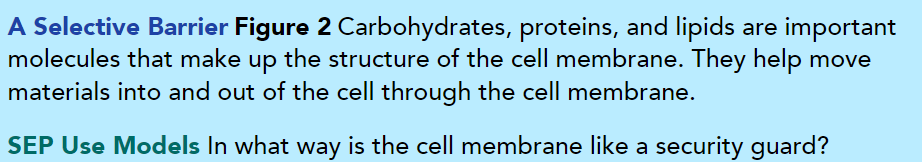 A Selective Barrier Figure 2 Carbohydrates, proteins, and lipids are important
molecules that make up the structure of the cell membrane. They help move
materials into and out of the cell through the cell membrane.
SEP Use Models In what way is the cell membrane like a security guard?